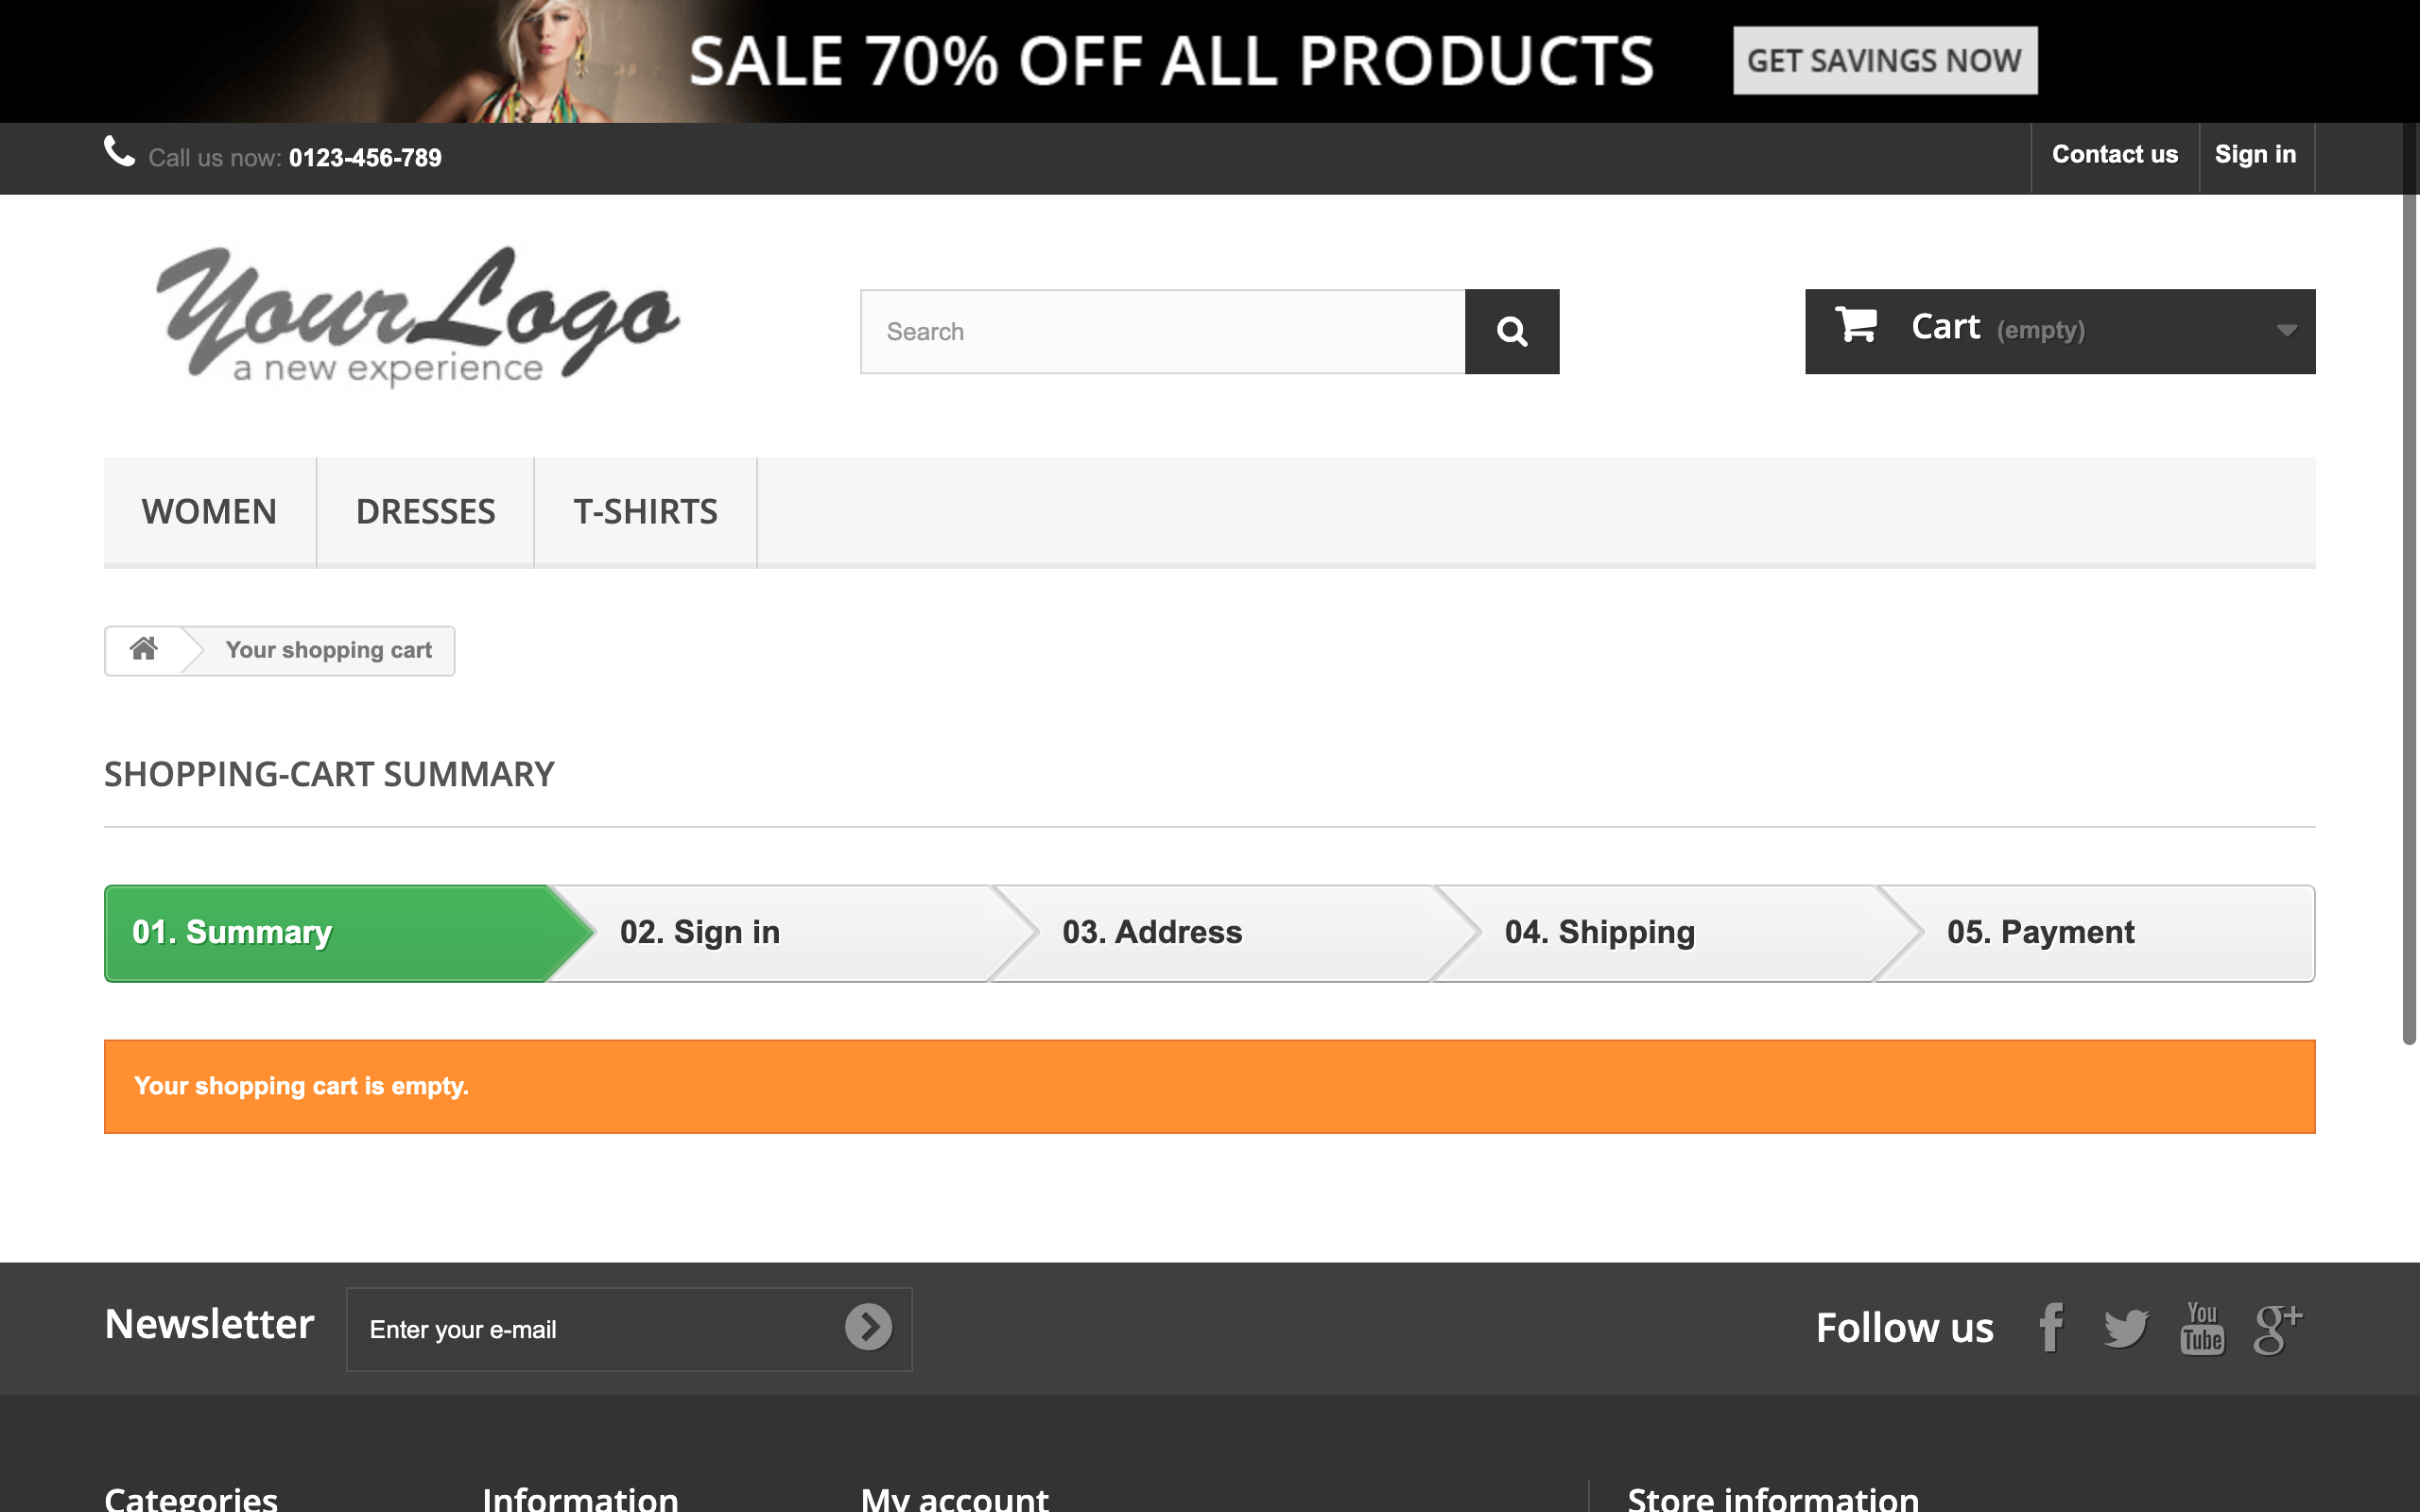 SALE 70% OFF ALL PRODUCTS GET SAVINGS NOW
Call us now: 0123-456-789
Contact us
Sign in
YourLogo
a new experience
Search
Cart (empty)
WOMEN
DRESSES
T-SHIRTS
Your shopping cart
SHOPPING-CART SUMMARY
01. Summary
02. Sign in
03. Address
04. Shipping
05. Payment
Your shopping cart is empty.
Newsletter
Enter your e-mail
Follow us
You
Tube
g+
Categories
Information
My account
Store information